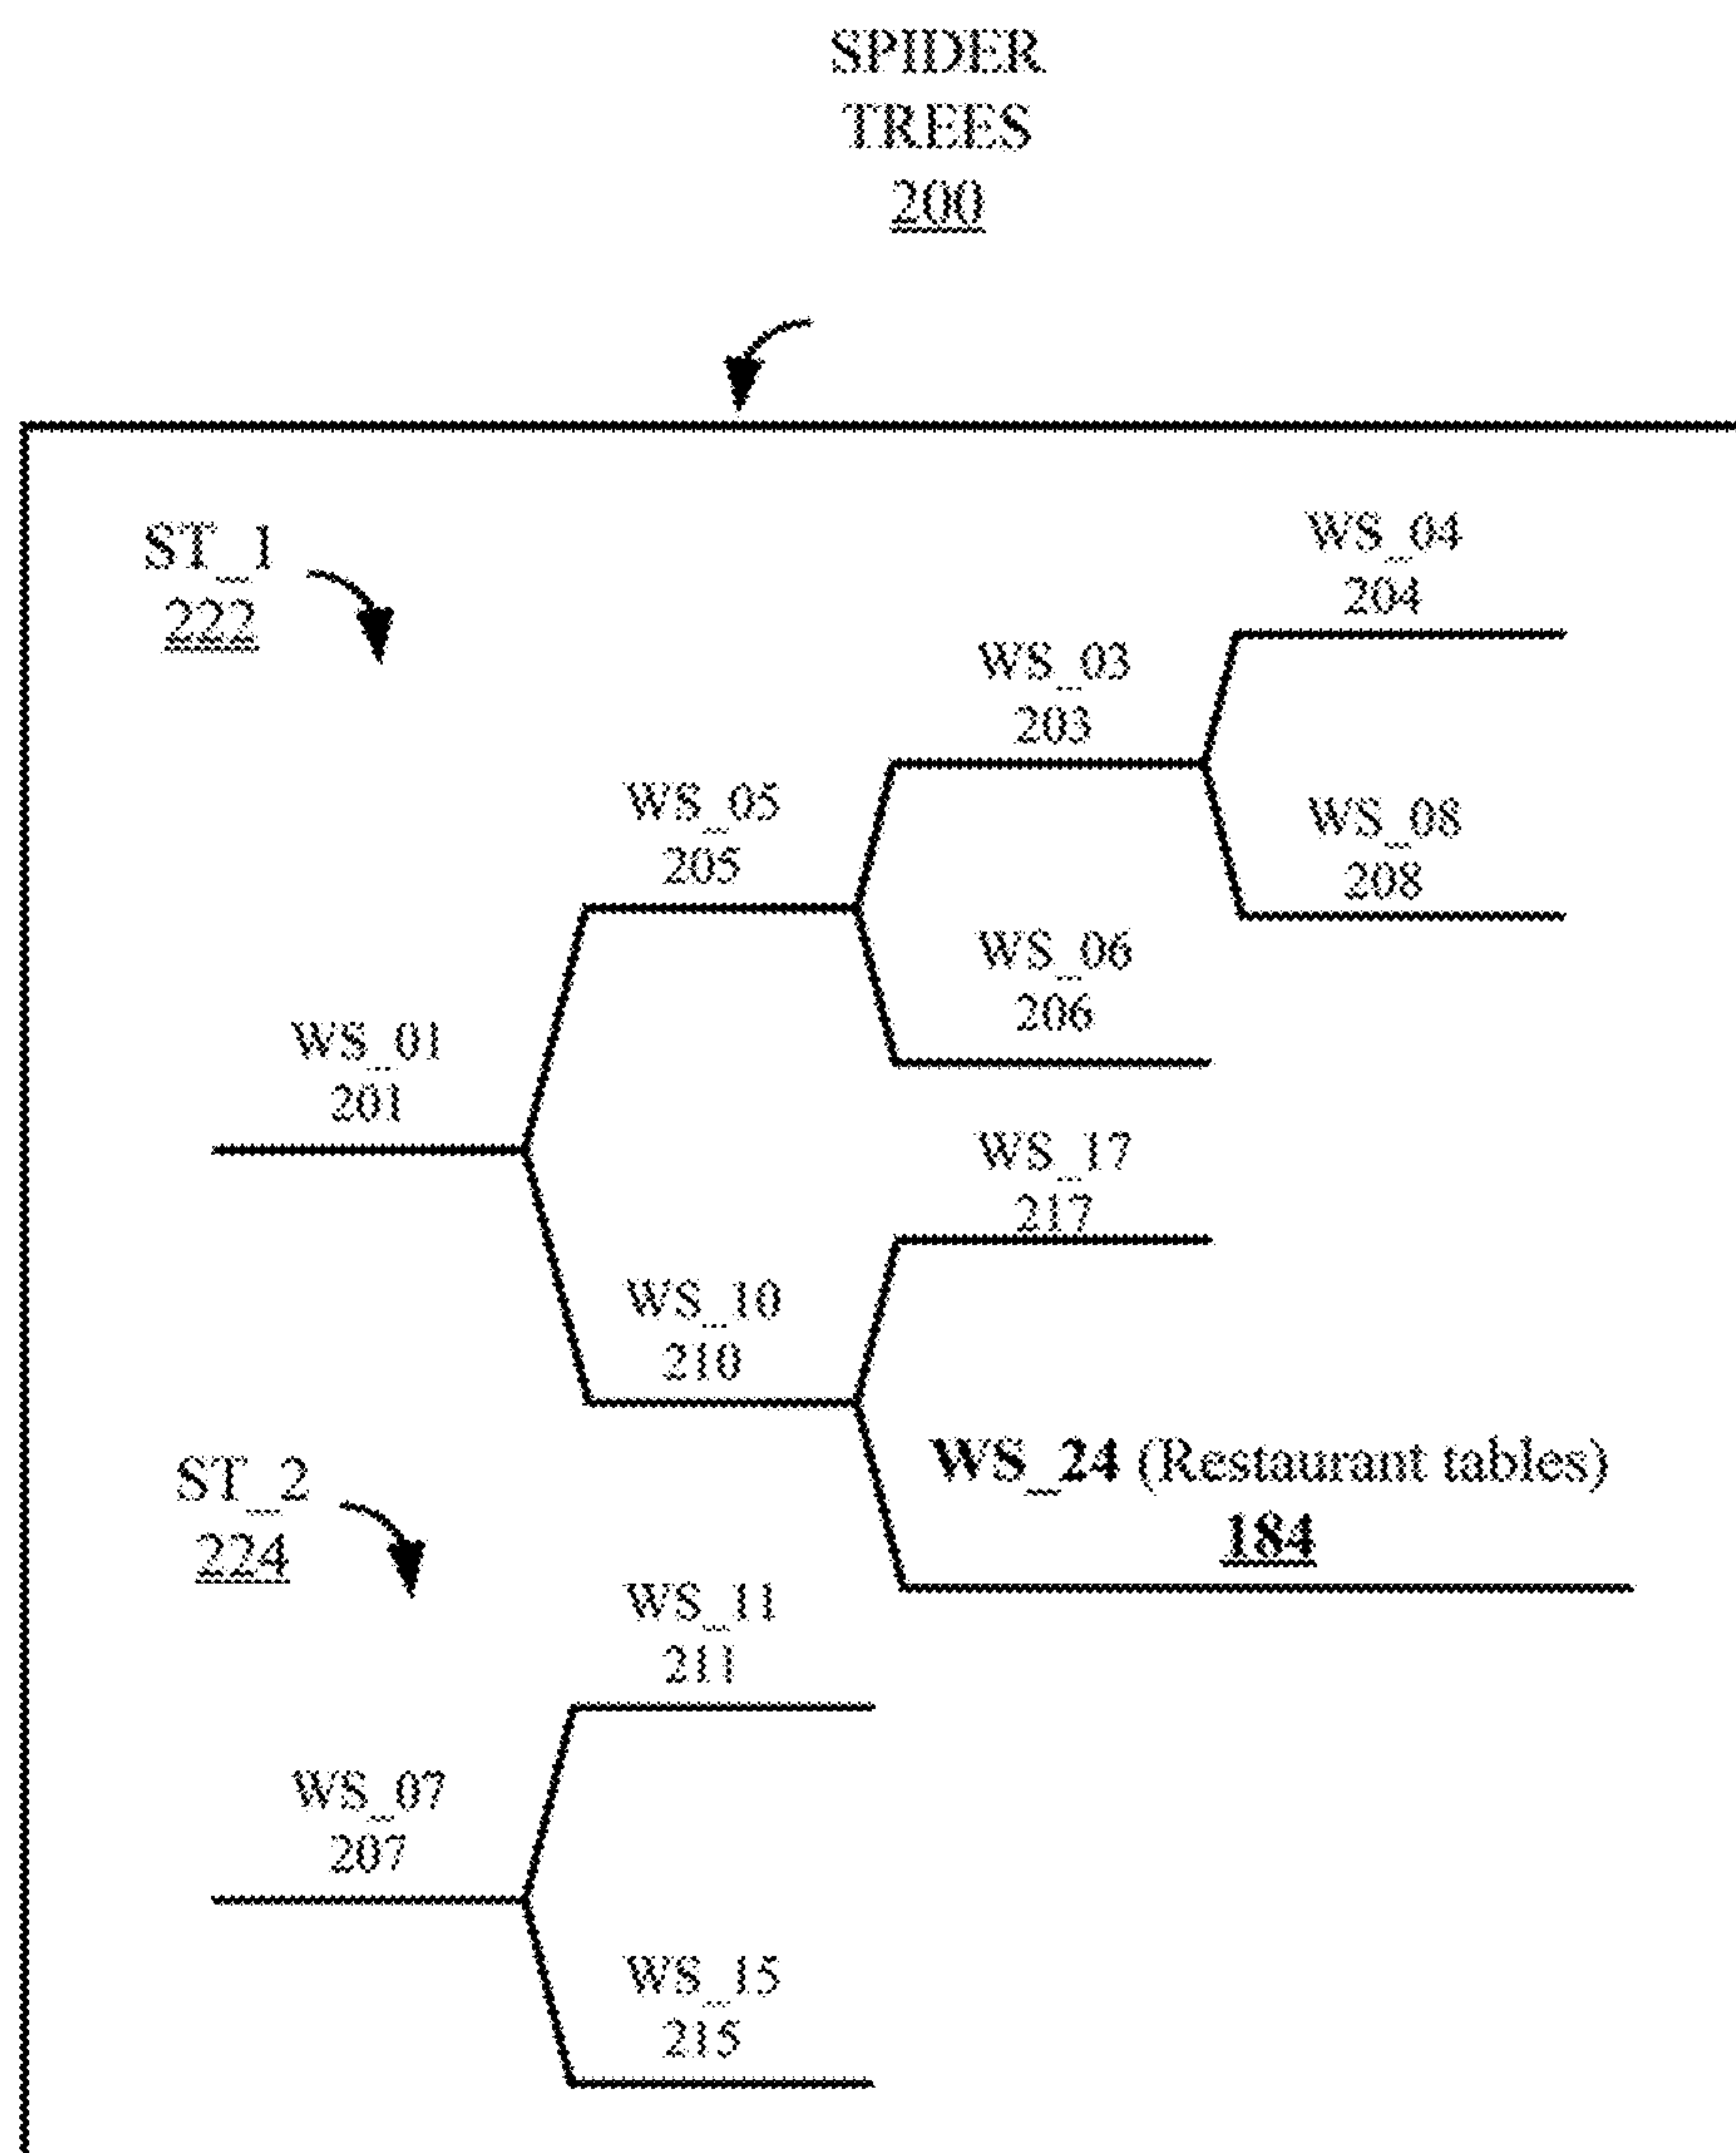 SPIDER
TREES
200
ST_1
222
WS_04
204
WS_03
203
WS_05
205
WS_08
208
WS_06
206
WS_01
201
WS_17
217
WS_10
210
WS_24 (Restaurant tables)
184
ST_2
224
WS_11
211
WS_07
207
WS_15
215